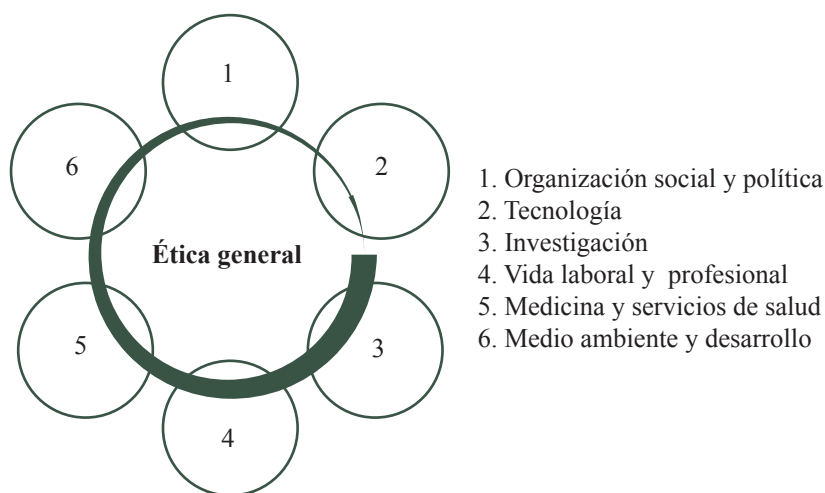 1
6
2
Ética general
5
3
4
1. Organización social y política
2. Tecnología
3. Investigación
4. Vida laboral y profesional
5. Medicina y servicios de salud
6. Medio ambiente y desarrollo